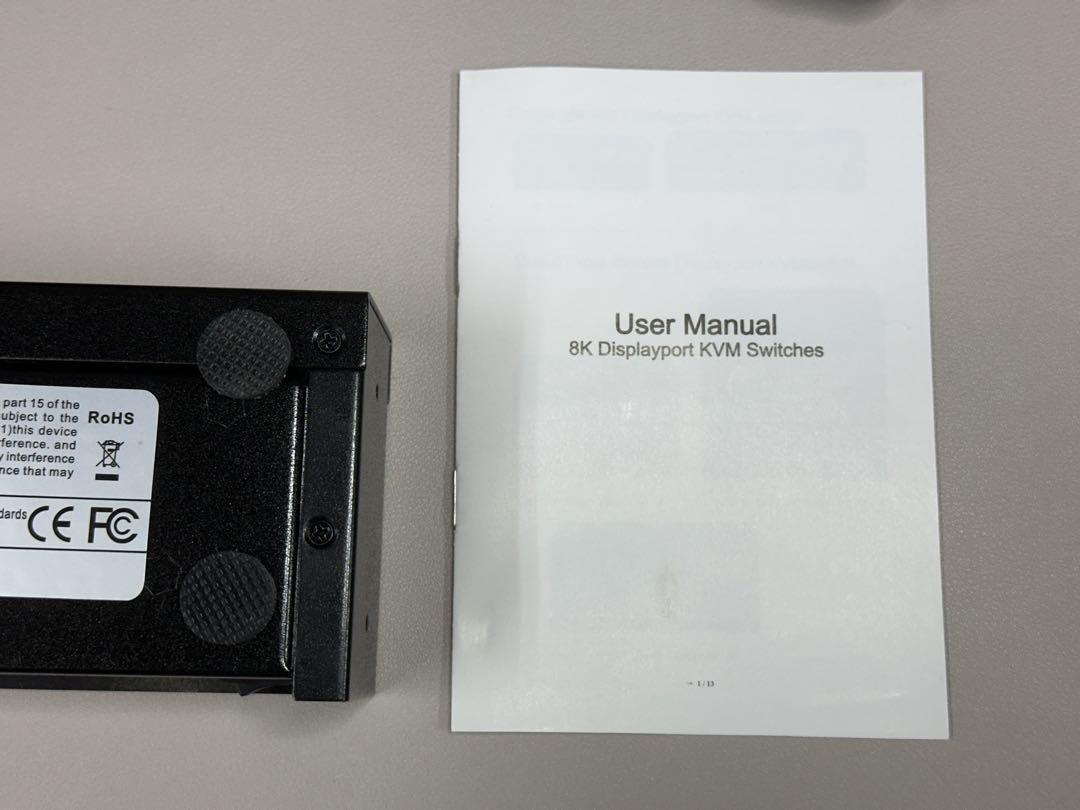 part 15 of the
ubject to the
1)this device
ference. and
y interference
nce that may
RoHS
dards
CE FC
User Manual
8K Displayport KVM Switches
→ 1 / 13